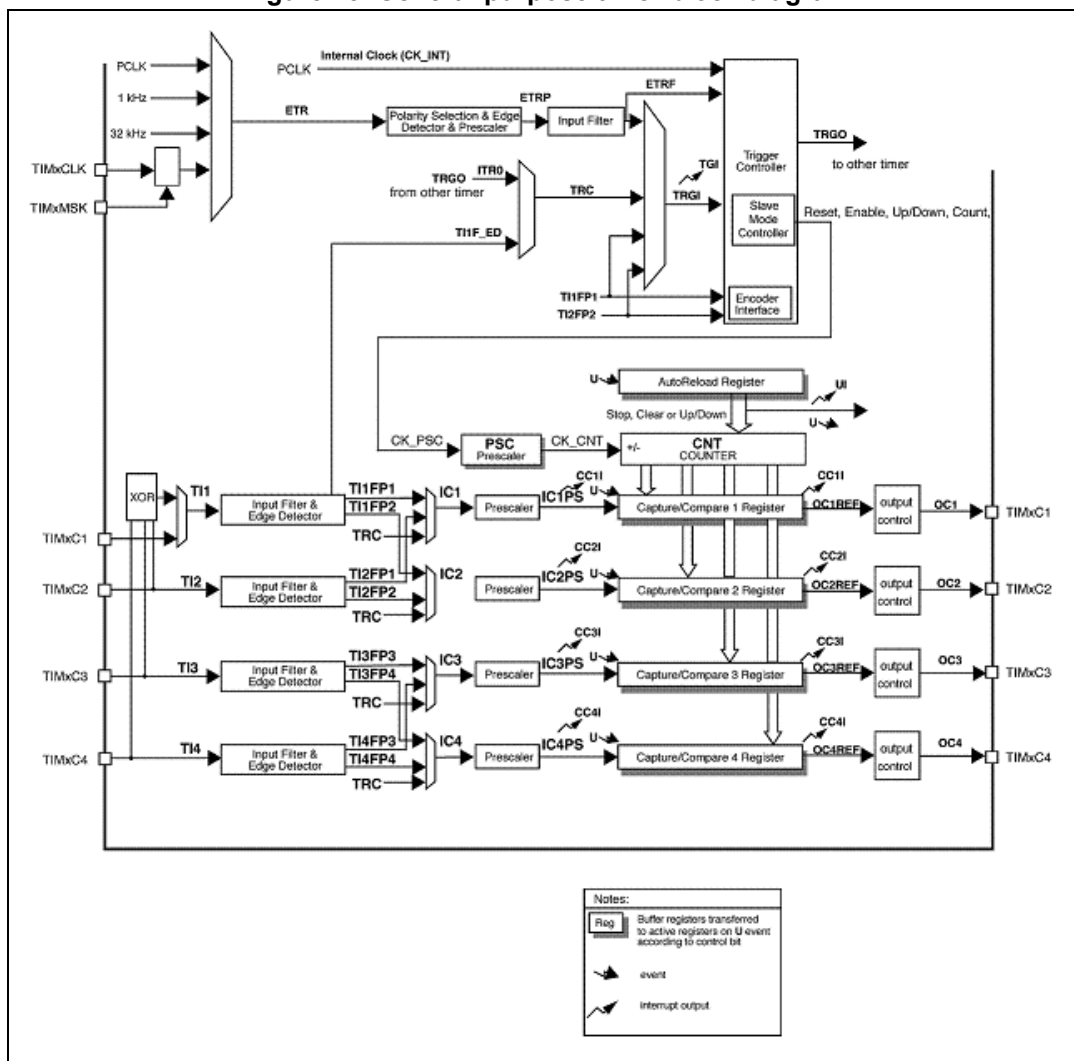 PCLK
1 kHz
32 kHz
TIMxCLK
TIMxMSK
Internal Clock (CK_INT)
PCLK
ETR
Polarity Selection & Edge
Detector & Prescaler
ETRP
Input Filter
ETRF
TRGO
from other timer
ITR0
TI1F_ED
TRC
TGI
TRGI
TI1FP1
TI2FP2
Trigger
Controller
Slave
Mode
Controller
Encoder
Interface
TRGO
to other timer
Reset, Enable, Up/Down, Count,
U
AutoReload Register
UI
U
Stop, Clear or Up/Down
CK_PSC
PSC
Prescaler
CK_CNT
+/-
CNT
COUNTER
XOR
TI1
Input Filter &
Edge Detector
TI1FP1
TI1FP2
TRC
IC1
Prescaler
CC1I
IC1PS
U
Capture/Compare 1 Register
CC1I
OC1REF
output
control
OC1
TIMxC1
TIMxC1
TIMxC2
TI2
Input Filter &
Edge Detector
TI2FP1
TI2FP2
TRC
IC2
Prescaler
CC2I
IC2PS
U
Capture/Compare 2 Register
CC2I
OC2REF
output
control
OC2
TIMxC2
TIMxC3
TI3
Input Filter &
Edge Detector
TI3FP3
TI3FP4
TRC
IC3
Prescaler
CC3I
IC3PS
U
Capture/Compare 3 Register
CC3I
OC3REF
output
control
OC3
TIMxC3
TIMxC4
TI4
Input Filter &
Edge Detector
TI4FP3
TI4FP4
TRC
IC4
Prescaler
CC4I
IC4PS
U
Capture/Compare 4 Register
CC4I
OC4REF
output
control
OC4
TIMxC4
Notes:
Reg
Buffer registers transferred
to active registers on U event
according to control bit
event
interrupt output